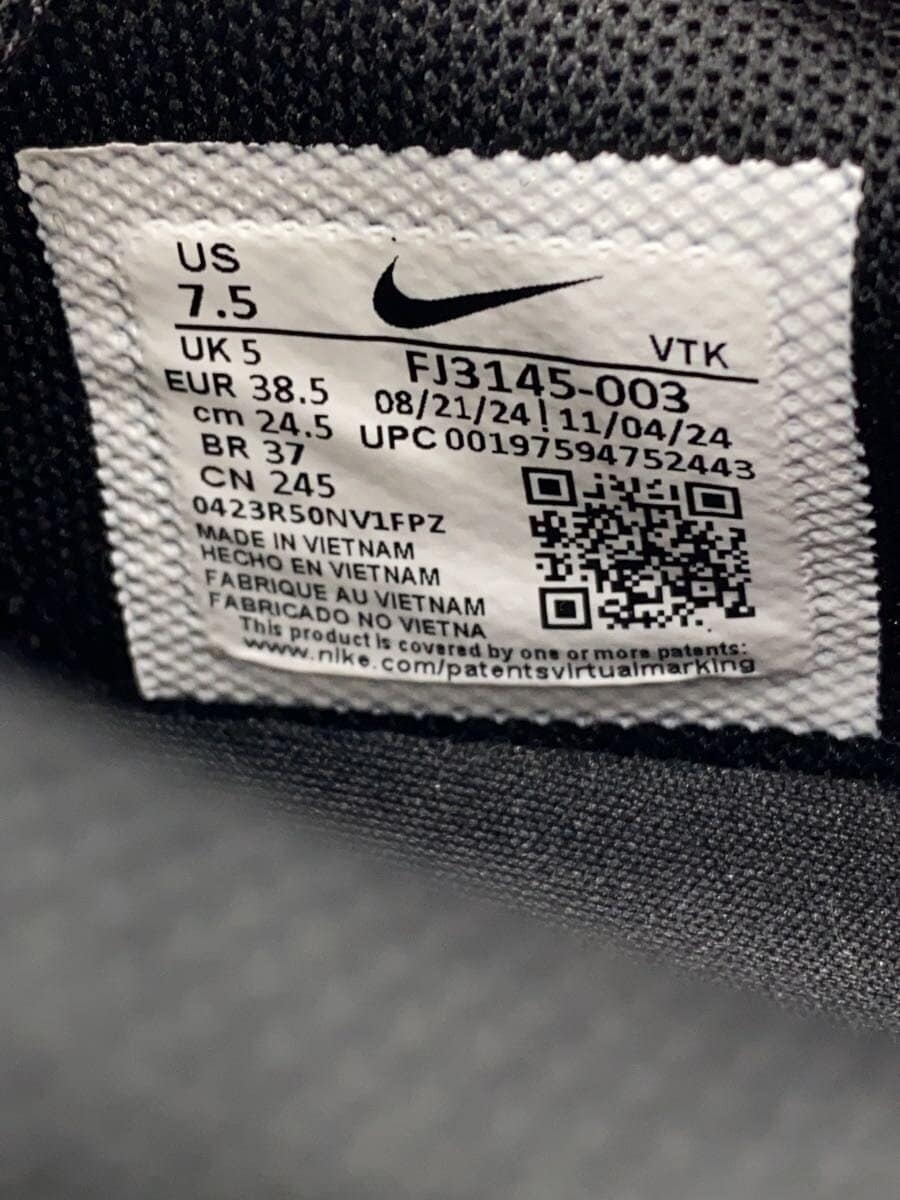 US
7.5
VTK
UK 5
FJ3145-003
EUR 38.5
08/21/24! 11/04/24
cm 24.5
UPC 00197594752443
BR 37
CN 245
0423R50NV1FPZ
MADE IN VIETNAM
HECHO EN VIETNAM
FABRIQUE AU VIETNAM
FABRICADO NO VIETNA
This product is covered by one or more patents:
www.nike.com/patentsvirtualmarking